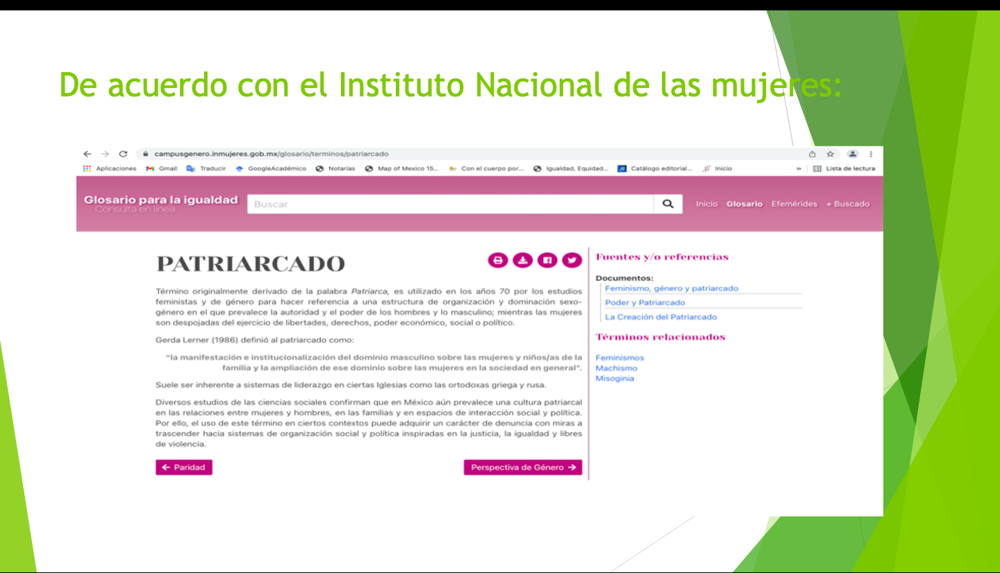 De acuerdo con el Instituto Nacional de las mujeres:
campusgenero.inmujeres.gob.mx/glosario/terminos/patriarcado
Aplicaciones Gmail Traducir GoogleAcadémico Notarías Map of Mexico 15... Con el cuerpo por... Igualdad, Equidad... Catálogo editorial... Inicio » Lista de lectura
Glosario para la igualdad
Consulta en línea
Buscar
Inicio Glosario Efemérides + Buscado
PATRIARCADO
Término originalmente derivado de la palabra Patriarca, es utilizado en los años 70 por los estudios
feministas y de género para hacer referencia a una estructura de organización y dominación sexo-
género en el que prevalece la autoridad y el poder de los hombres y lo masculino; mientras las mujeres
son despojadas del ejercicio de libertades, derechos, poder económico, social o político.
Gerda Lerner (1986) definió al patriarcado como:
"la manifestación e institucionalización del dominio masculino sobre las mujeres y niños/as de la
familia y la ampliación de ese dominio sobre las mujeres en la sociedad en general".
Suele ser inherente a sistemas de liderazgo en ciertas Iglesias como las ortodoxas griega y rusa.
Diversos estudios de las ciencias sociales confirman que en México aún prevalece una cultura patriarcal
en las relaciones entre mujeres y hombres, en las familias y en espacios de interacción social y política.
Por ello, el uso de este término en ciertos contextos puede adquirir un carácter de denuncia con miras a
trascender hacia sistemas de organización social y política inspiradas en la justicia, la igualdad y libres
de violencia.
← Paridad
Perspectiva de Género →
Fuentes y/o referencias
Documentos:
Feminismo, género y patriarcado
Poder y Patriarcado
La Creación del Patriarcado
Términos relacionados
Feminismos
Machismo
Misoginia